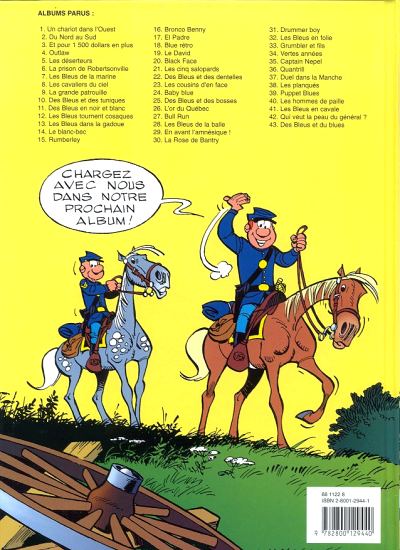 ALBUMS PARUS :
1. Un chariot dans l'Ouest
2. Du Nord au Sud
3. Et pour 1 500 dollars en plus
4. Outlaw
5. Les déserteurs
6. La prison de Robertsonville
7. Les Bleus de la marine
8. Les cavaliers du ciel
9. La grande patrouille
10. Des Bleus et des tuniques
11. Des Bleus en noir et blanc
12. Les Bleus tournent cosaques
13. Les Bleus dans la gadoue
14. Le blanc-bec
15. Rumberley
16. Bronco Benny
17. El Padre
18. Blue rétro
19. Le David
20. Black Face
21. Les cinq salopards
22. Des Bleus et des dentelles
23. Les cousins d'en face
24. Baby blue
25. Des Bleus et des bosses
26. L'or du Québec
27. Bull Run
28. Les Bleus de la balle
29. En avant l'amnésique !
30. La Rose de Bantry
31. Drummer boy
32. Les Bleus en folie
33. Grumbler et fils
34. Vertes années
35. Captain Nepel
36. Quantrill
37. Duel dans la Manche
38. Les planqués
39. Puppet Blues
40. Les hommes de paille
41. Les Bleus en cavale
42. Qui veut la peau du général ?
43. Des Bleus et du blues
CHARGEZ
AVEC NOUS
DANS NOTRE
PROCHAIN
ALBUM !
88 1122 8
ISBN 2-8001-2944-1
9 782800 129440